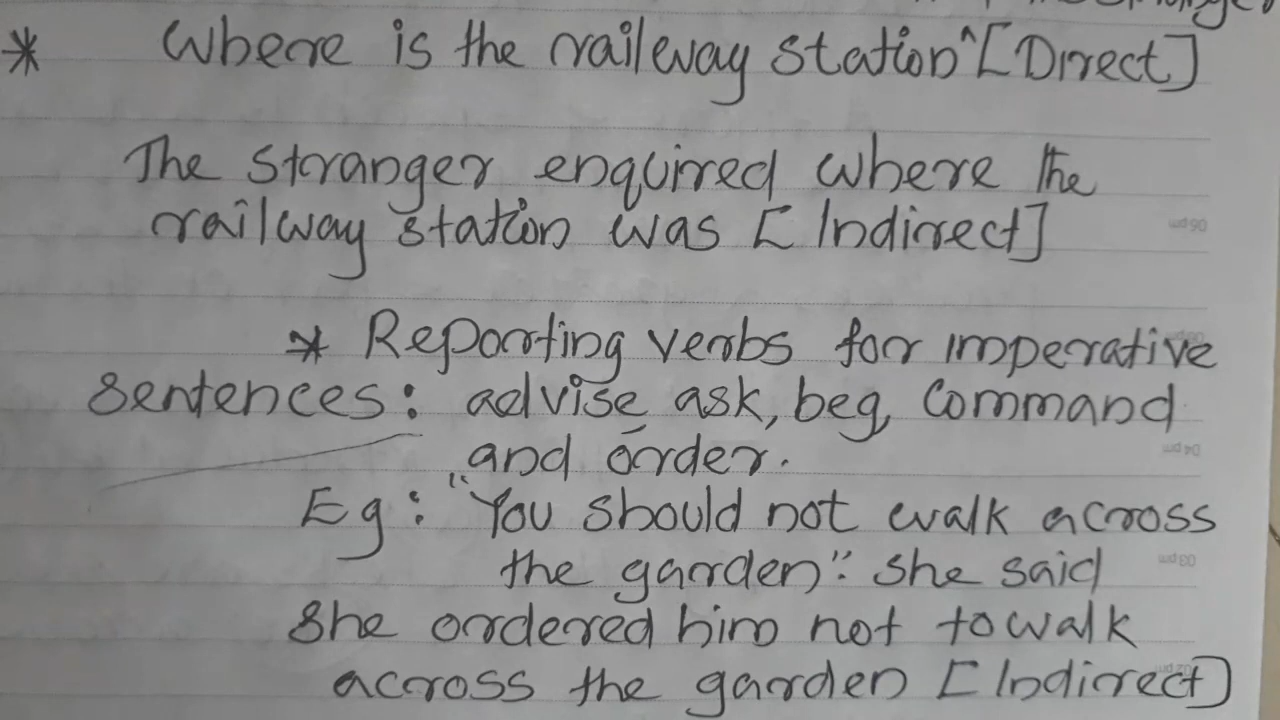 * Where is the railway station" [Direct]
The stranger enquired where the
railway station was [Indirect]
* Reporting verbs for imperative
sentences: advise, ask, beg, command
and order.
Eg: "You should not walk across
the garden". She said
She ordered him not to walk
across the garden [Indirect]